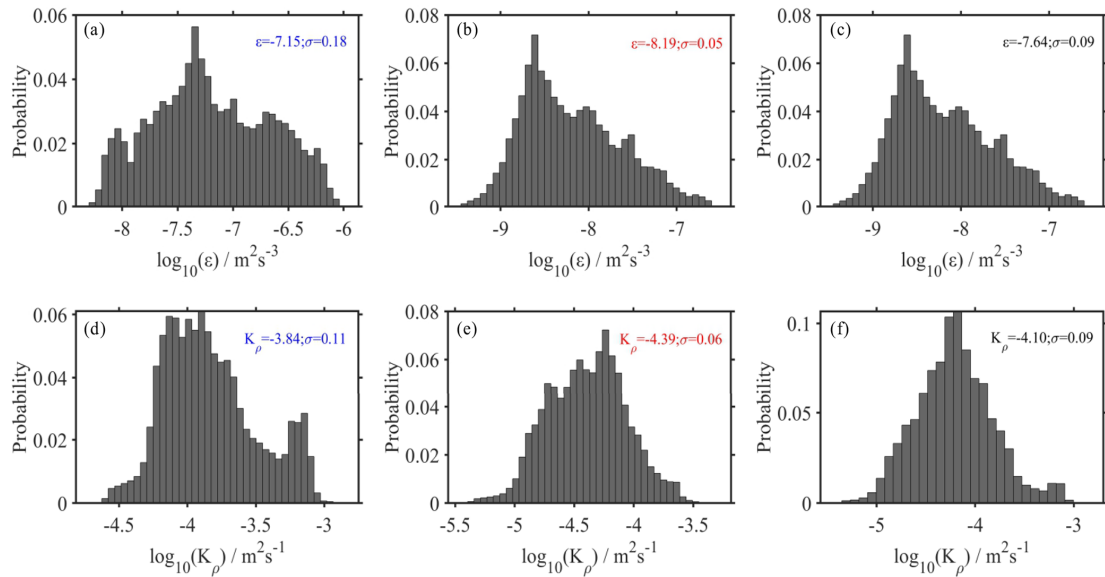 (a)
ε=-7.15;σ=0.18
Probability
0.06
0.04
0.02
0
-8
-7.5
-7
-6.5
-6
log10(ε) / m2s-3
(b)
ε=-8.19;σ=0.05
Probability
0.08
0.06
0.04
0.02
0
-9
-8
-7
log10(ε) / m2s-3
(c)
ε=-7.64;σ=0.09
Probability
0.08
0.06
0.04
0.02
0
-9
-8
-7
log10(ε) / m2s-3
(d)
Kρ=-3.84;σ=0.11
Probability
0.06
0.04
0.02
0
-4.5
-4
-3.5
-3
log10(Kρ) / m2s-1
(e)
Kρ=-4.39;σ=0.06
Probability
0.08
0.06
0.04
0.02
0
-5.5
-5
-4.5
-4
-3.5
log10(Kρ) / m2s-1
(f)
Kρ=-4.10;σ=0.09
Probability
0.1
0.05
0
-5
-4
-3
log10(Kρ) / m2s-1